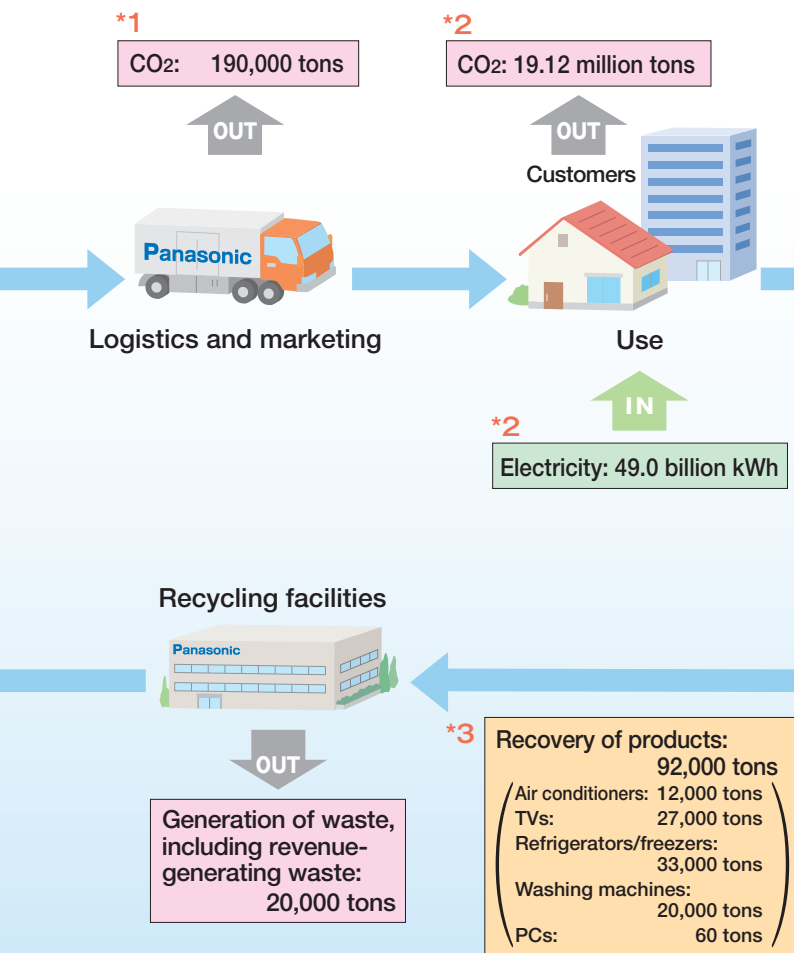 *1
CO2: 190,000 tons
OUT
Panasonic
Logistics and marketing
*2
CO2: 19.12 million tons
OUT
Customers
Use
IN
*2
Electricity: 49.0 billion kWh
Recycling facilities
Panasonic
OUT
Generation of waste,
including revenue-
generating waste:
20,000 tons
*3
Recovery of products:
92,000 tons
Air conditioners: 12,000 tons
TVs: 27,000 tons
Refrigerators/freezers:
33,000 tons
Washing machines:
20,000 tons
PCs: 60 tons